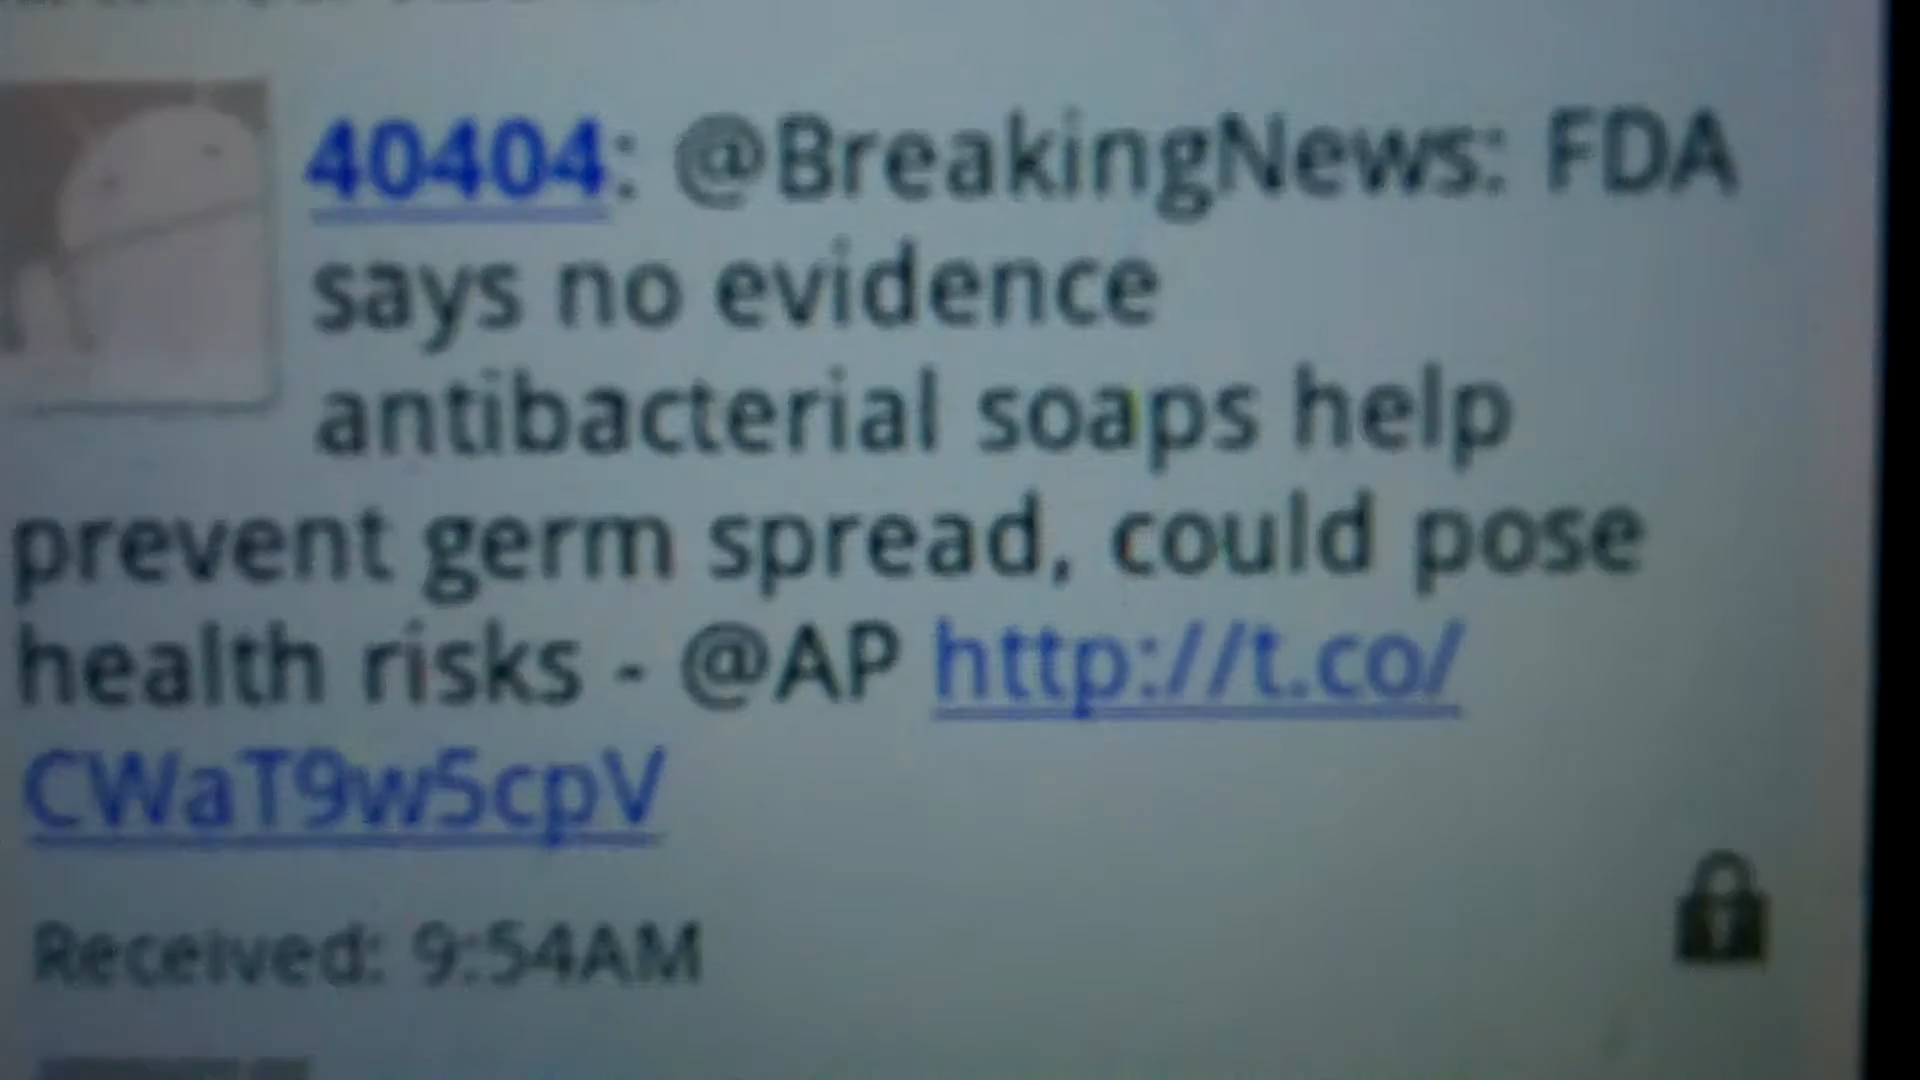 40404: @BreakingNews: FDA
says no evidence
antibacterial soaps help
prevent germ spread, could pose
health risks - @AP http://t.co/
CWaT9w5cpV
Received: 9:54AM